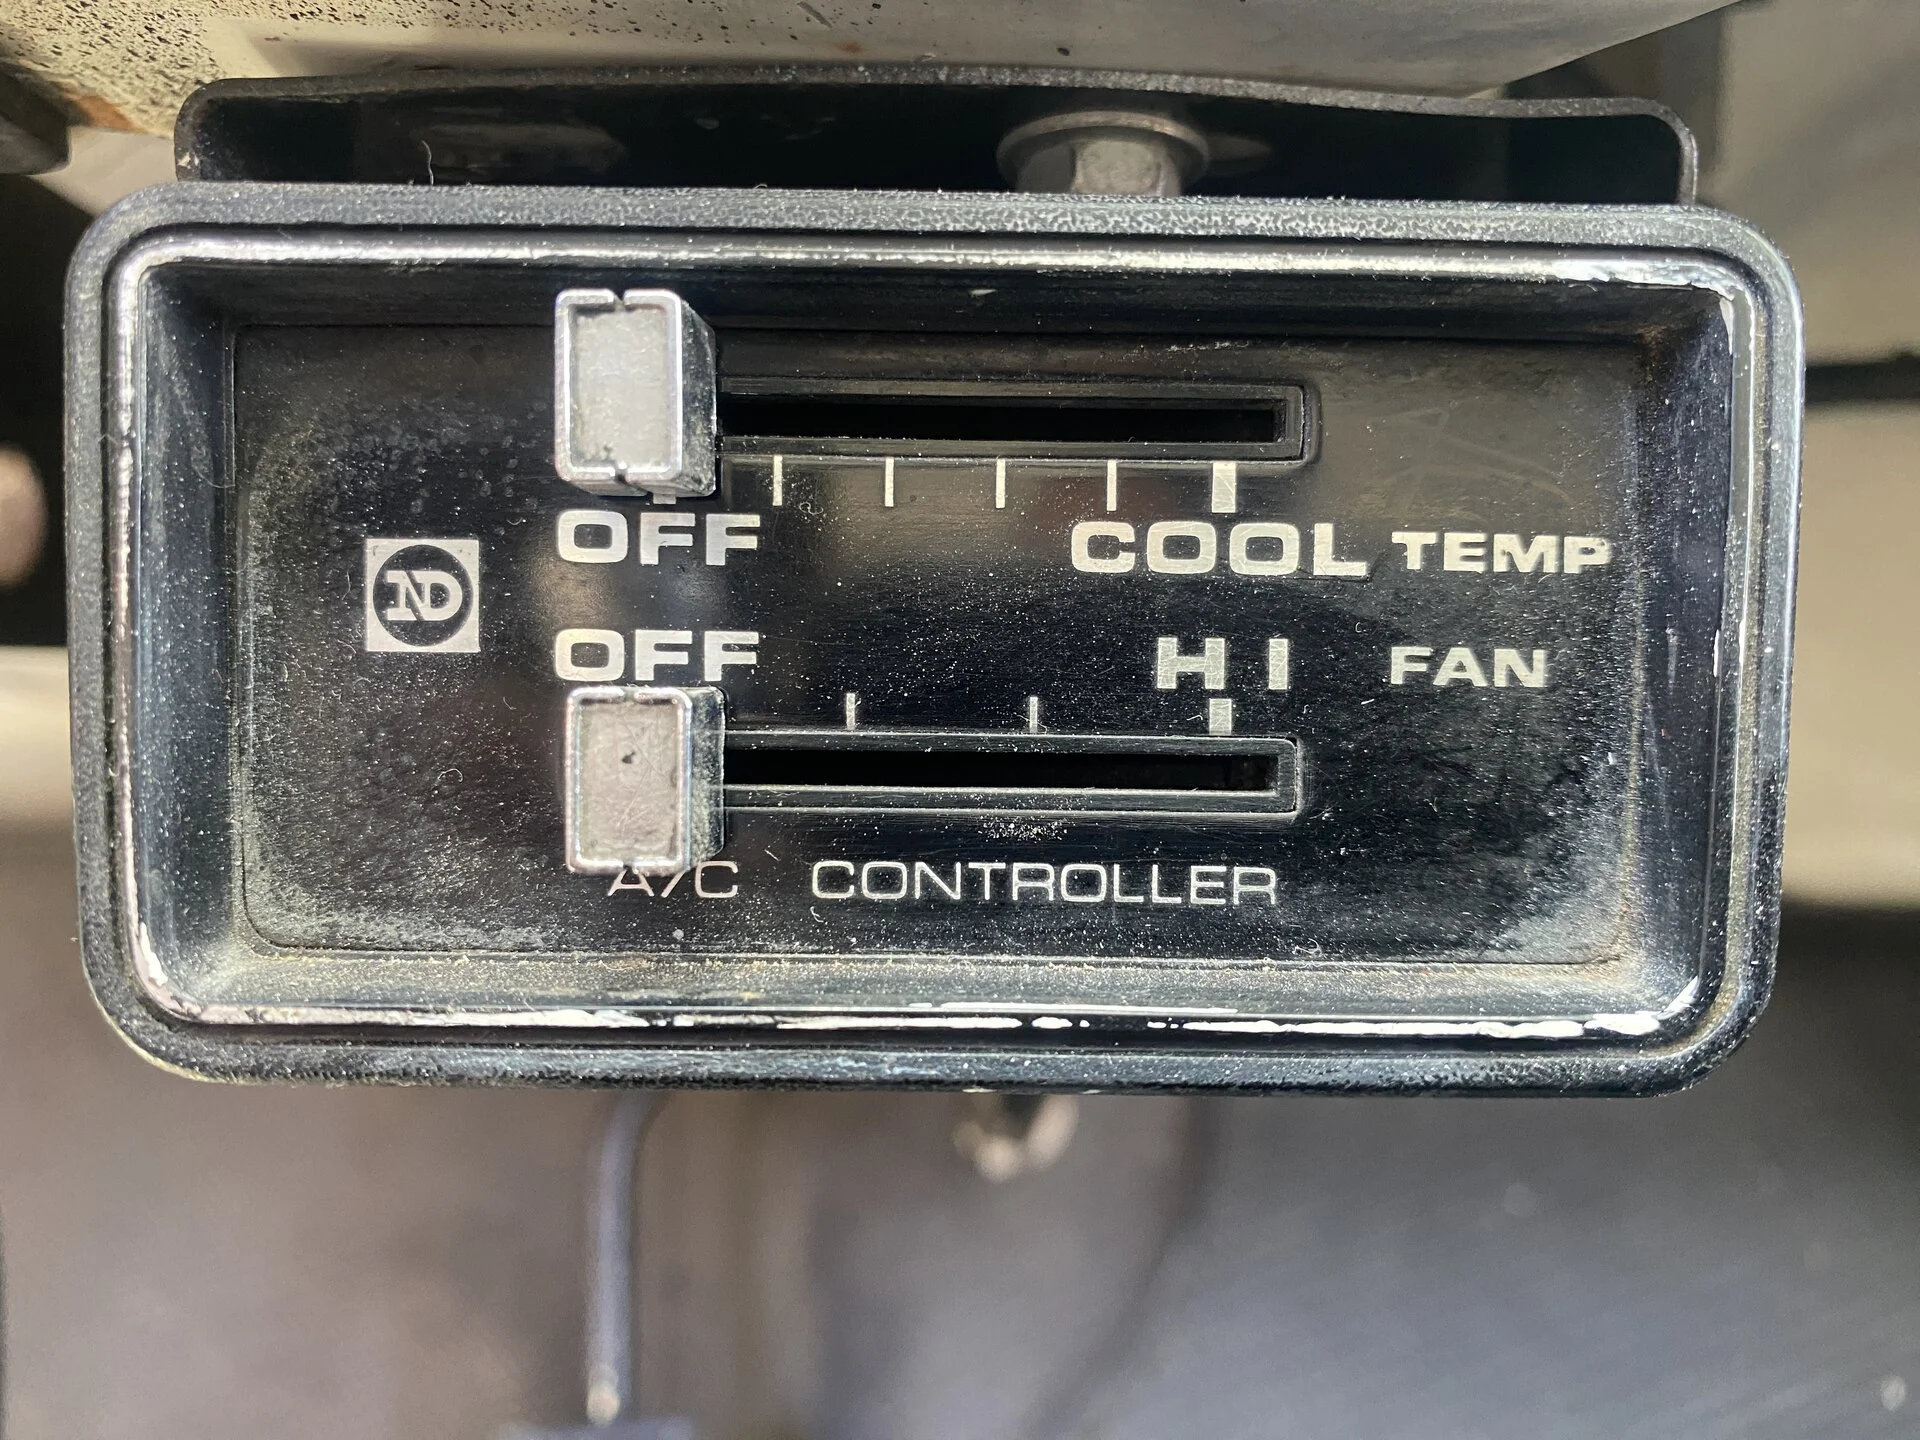 OFF COOL TEMP
ND
OFF HI FAN
A/C CONTROLLER